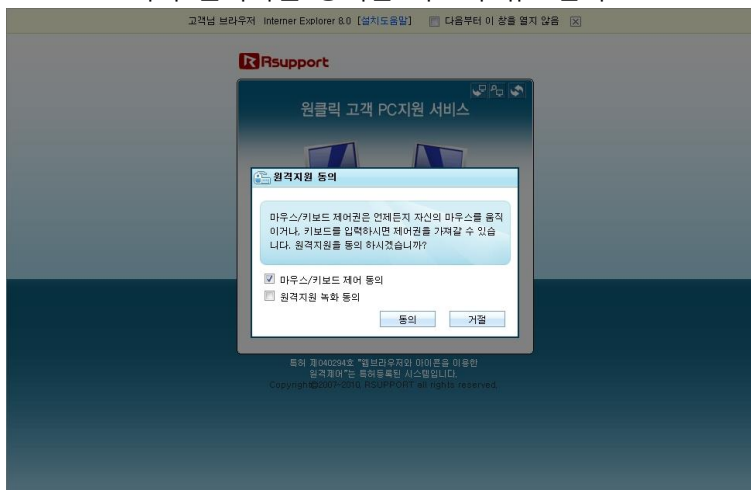 고객님 브라우저 Interner Explorer 8.0 [설치도움말] 다음부터 이 창을 열지 않음
Rsupport
원클릭 고객 PC지원 서비스
원격지원 동의
마우스/키보드 제어권은 언제든지 자신의 마우스를 움직
이거나, 키보드를 입력하시면 제어권을 가져갈 수 있습
니다. 원격지원을 동의 하시겠습니까?
마우스/키보드 제어 동의
원격지원 녹화 동의
동의 거절
특허 제040294호 "웹브라우저와 아이콘을 이용한
원격제어"는 특허등록된 시스템입니다.
Copyright©2007-2010. RSUPPORT all rights reserved.